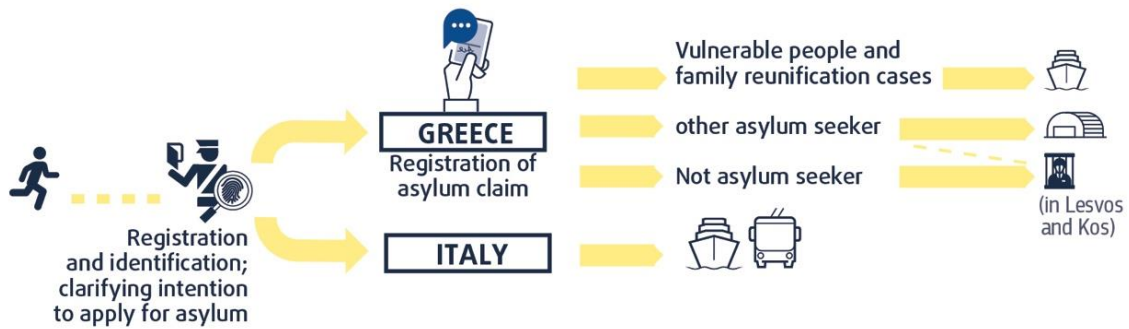 Vulnerable people and
family reunification cases
GREECE
Registration of
asylum claim
other asylum seeker
Not asylum seeker
(in Lesvos
and Kos)
Registration
and identification;
clarifying intention
to apply for asylum
ITALY